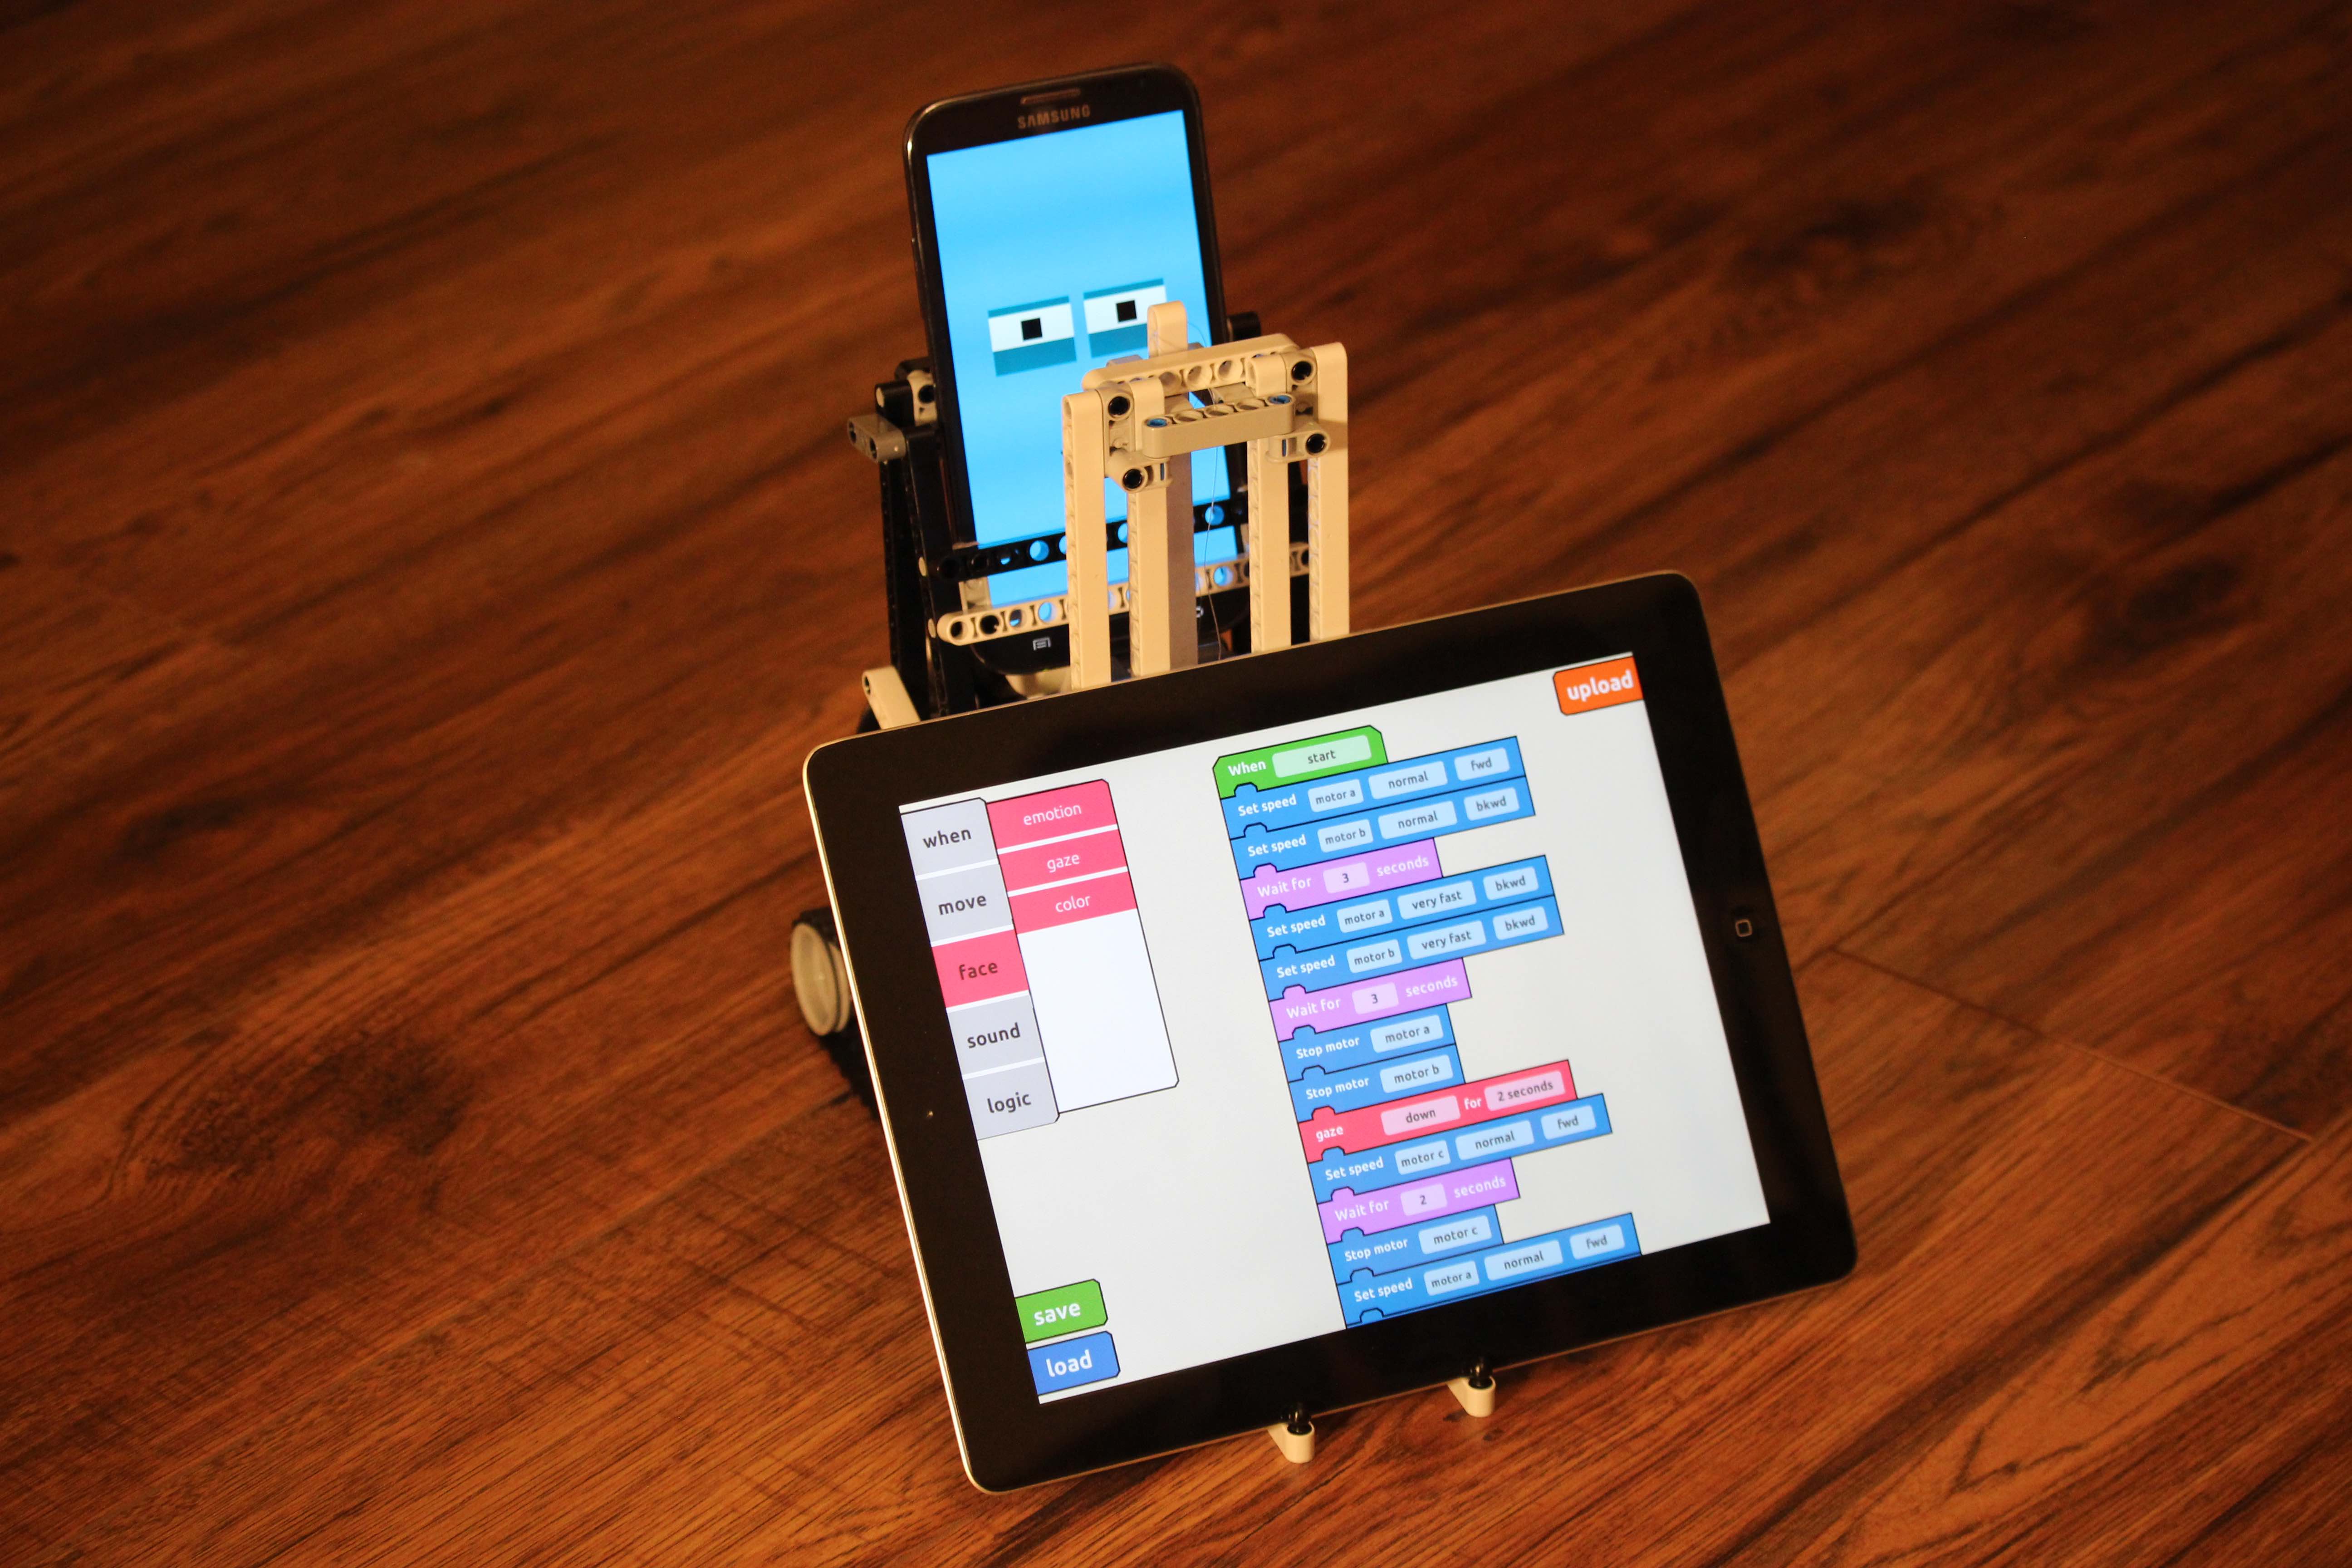 SAMSUNG
upload
when
move
face
sound
logic
emotion
gaze
color
save
load
When start
Set speed motor a normal fwd
Set speed motor b normal bkwd
Wait for 3 seconds
Set speed motor a very fast bkwd
Set speed motor b very fast bkwd
Wait for 3 seconds
Stop motor motor a
Stop motor motor b
gaze down for 2 seconds
Set speed motor c normal fwd
Wait for 2 seconds
Stop motor motor c
Set speed motor a normal fwd